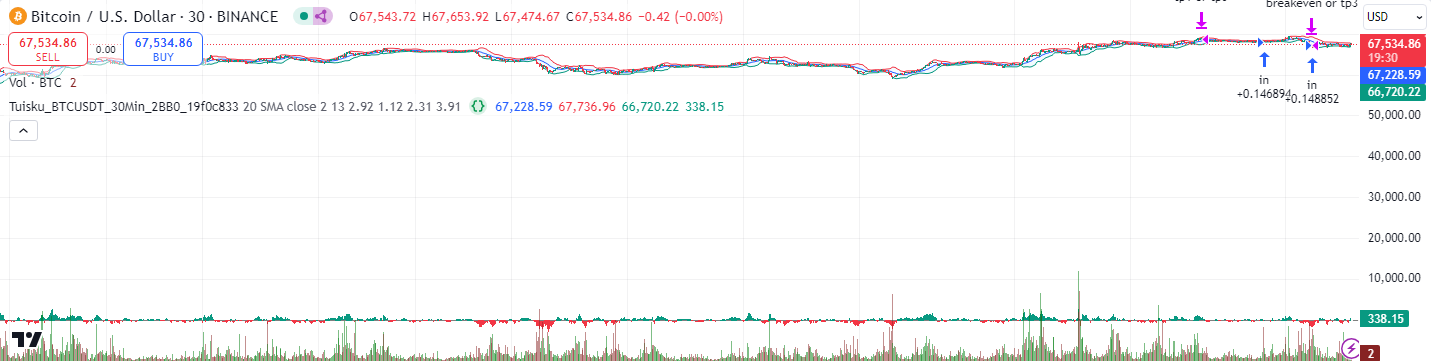 Bitcoin / U.S. Dollar · 30 · BINANCE O67,543.72 H67,653.92 L67,474.67 C67,534.86 −0.42 (−0.00%)
breakeven or tp3
USD
67,534.86
SELL
0.00
67,534.86
BUY
67,534.86
19:30
67,228.59
66,720.22
Vol · BTC 2
in
+0.146894
in
+0.148852
Tuisku_BTCUSDT_30Min_2BB0_19f0c833 20 SMA close 2 13 2.92 1.12 2.31 3.91 {} 67,228.59 67,736.96 66,720.22 338.15
50,000.00
40,000.00
30,000.00
20,000.00
10,000.00
338.15
2